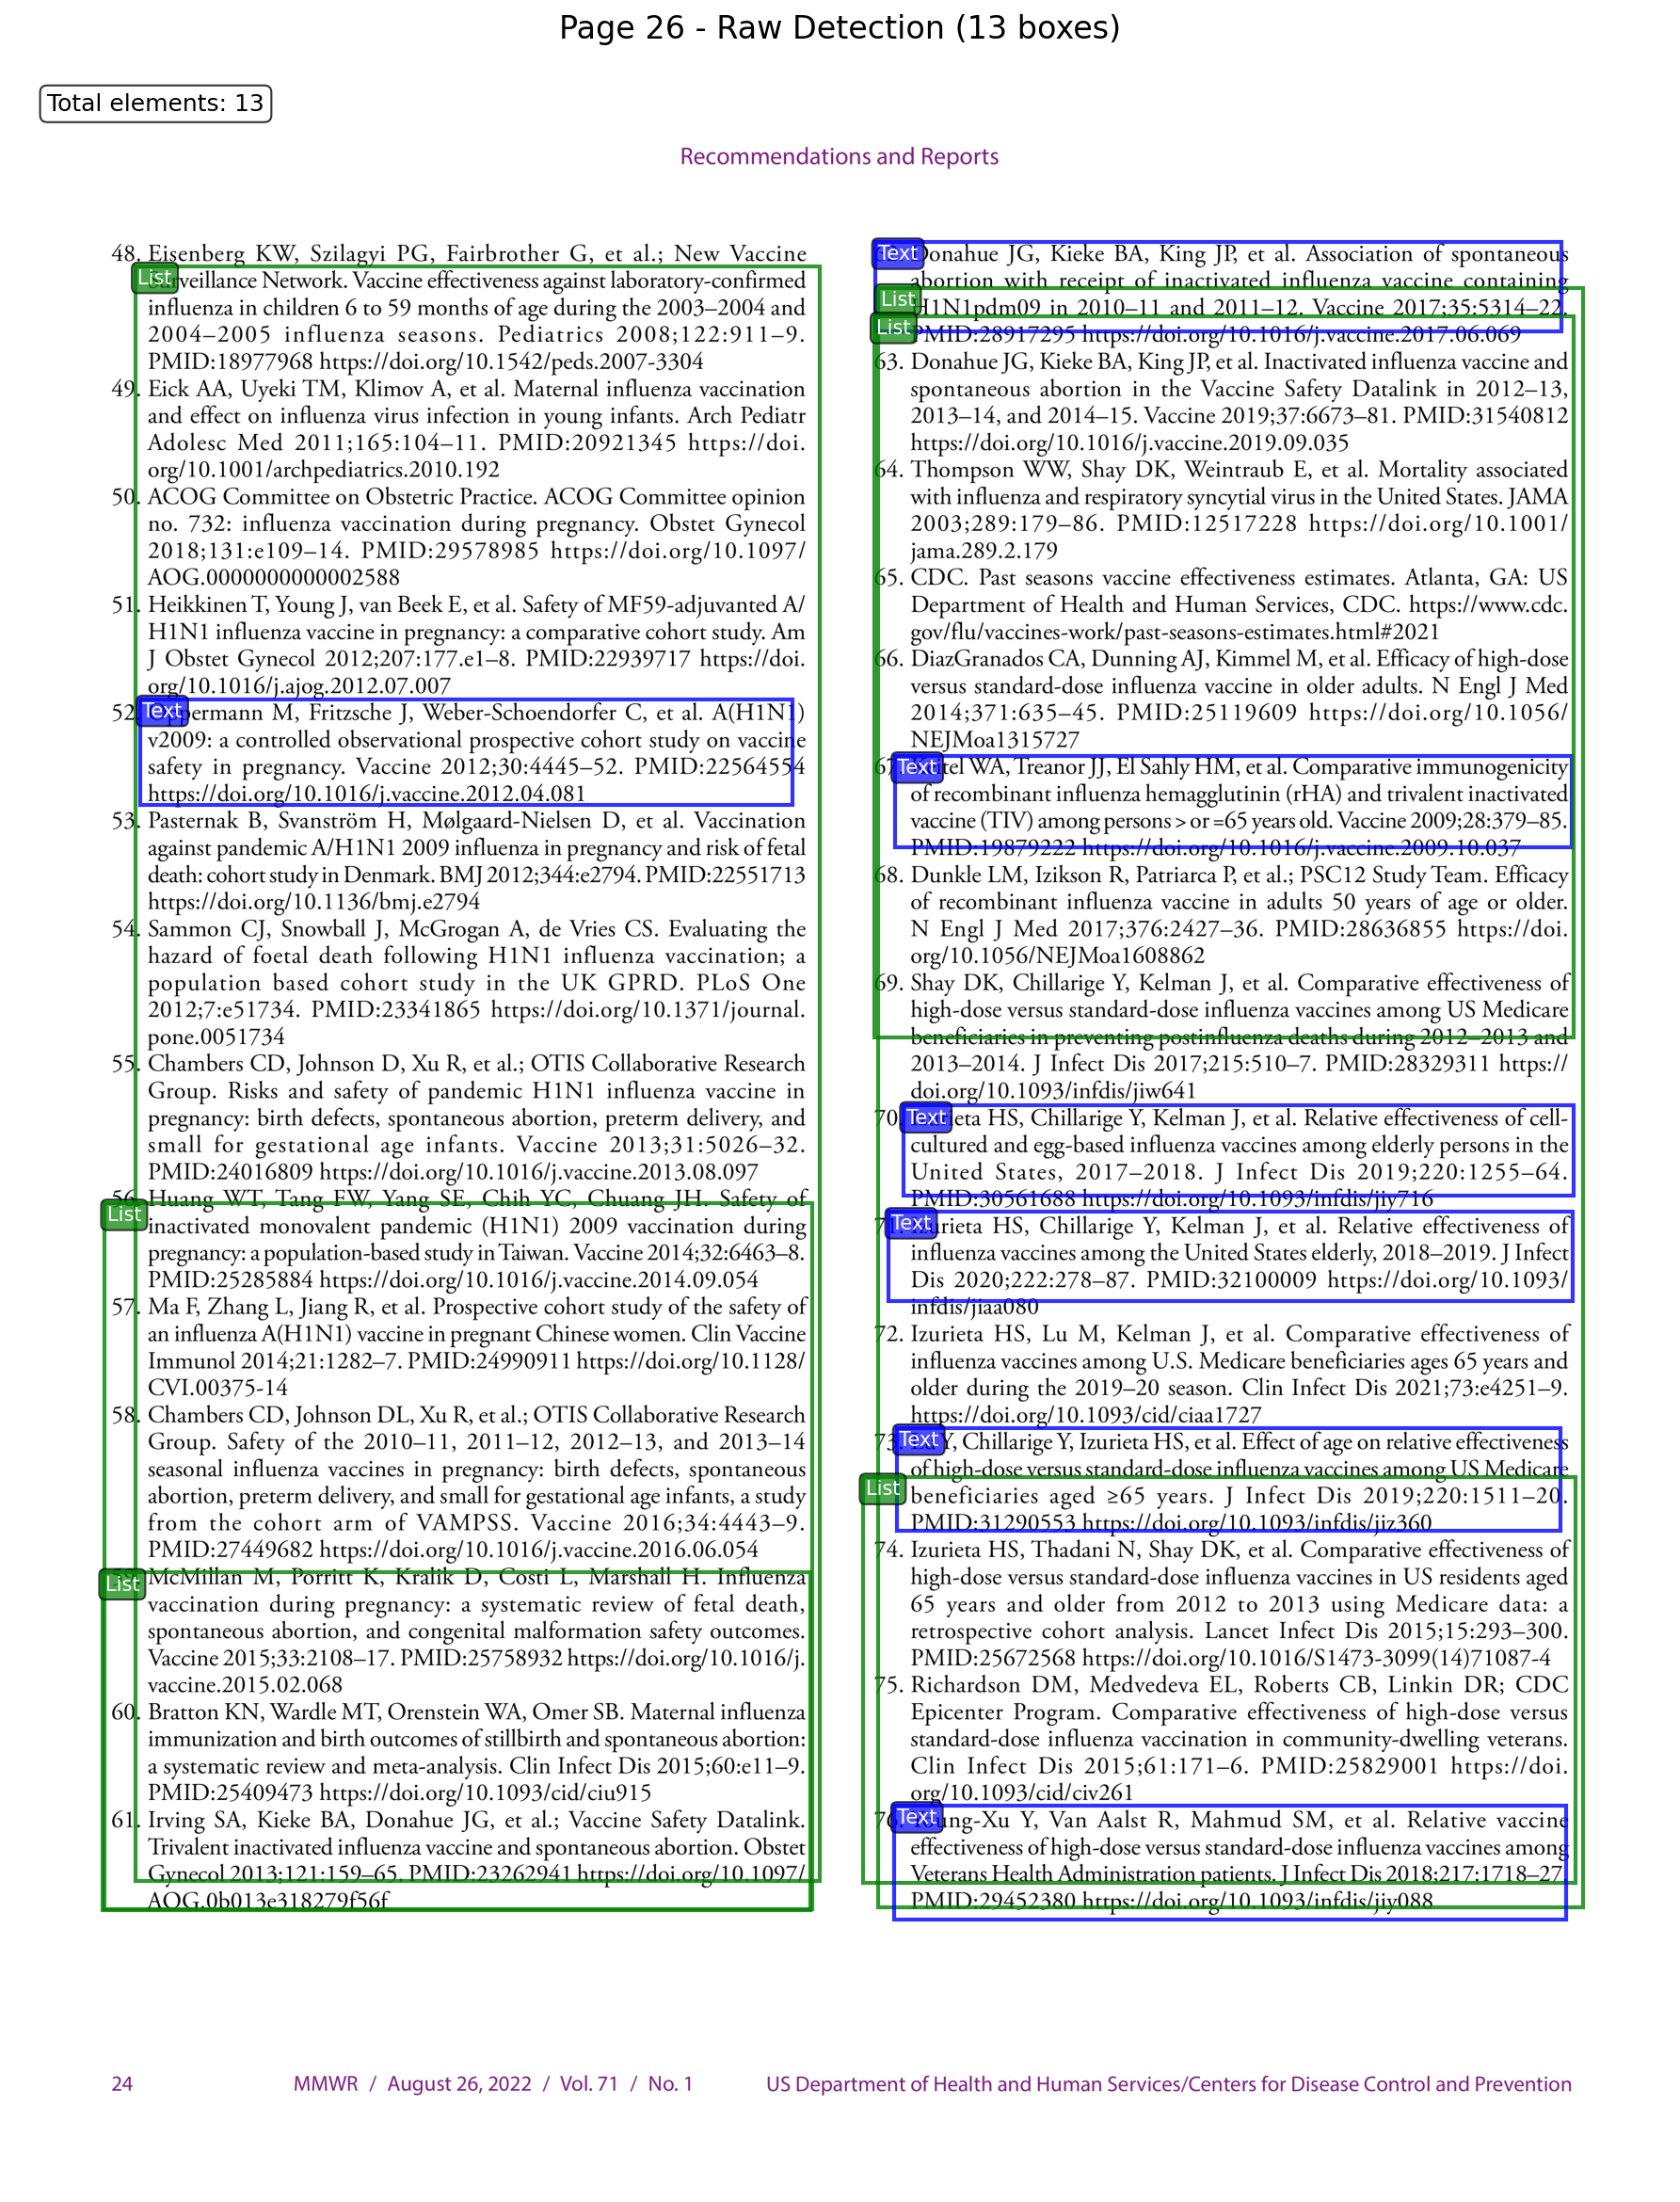 Page 26 - Raw Detection (13 boxes)
Total elements: 13
Recommendations and Reports
48. Eisenberg KW, Szilagyi PG, Fairbrother G, et al.; New Vaccine
List
veillance Network. Vaccine effectiveness against laboratory-confirmed
influenza in children 6 to 59 months of age during the 2003–2004 and
2004–2005 influenza seasons. Pediatrics 2008;122:911–9.
PMID:18977968 https://doi.org/10.1542/peds.2007-3304
49. Eick AA, Uyeki TM, Klimov A, et al. Maternal influenza vaccination
and effect on influenza virus infection in young infants. Arch Pediatr
Adolesc Med 2011;165:104–11. PMID:20921345 https://doi.
org/10.1001/archpediatrics.2010.192
50. ACOG Committee on Obstetric Practice. ACOG Committee opinion
no. 732: influenza vaccination during pregnancy. Obstet Gynecol
2018;131:e109–14. PMID:29578985 https://doi.org/10.1097/
AOG.0000000000002588
51. Heikkinen T, Young J, van Beek E, et al. Safety of MF59-adjuvanted A/
H1N1 influenza vaccine in pregnancy: a comparative cohort study. Am
J Obstet Gynecol 2012;207:177.e1–8. PMID:22939717 https://doi.
org/10.1016/j.ajog.2012.07.007
52. Text permann M, Fritzsche J, Weber-Schoendorfer C, et al. A(H1N1)
v2009: a controlled observational prospective cohort study on vaccine
safety in pregnancy. Vaccine 2012;30:4445–52. PMID:22564554
https://doi.org/10.1016/j.vaccine.2012.04.081
53. Pasternak B, Svanström H, Mølgaard-Nielsen D, et al. Vaccination
against pandemic A/H1N1 2009 influenza in pregnancy and risk of fetal
death: cohort study in Denmark. BMJ 2012;344:e2794. PMID:22551713
https://doi.org/10.1136/bmj.e2794
54. Sammon CJ, Snowball J, McGrogan A, de Vries CS. Evaluating the
hazard of foetal death following H1N1 influenza vaccination; a
population based cohort study in the UK GPRD. PLoS One
2012;7:e51734. PMID:23341865 https://doi.org/10.1371/journal.
pone.0051734
55. Chambers CD, Johnson D, Xu R, et al.; OTIS Collaborative Research
Group. Risks and safety of pandemic H1N1 influenza vaccine in
pregnancy: birth defects, spontaneous abortion, preterm delivery, and
small for gestational age infants. Vaccine 2013;31:5026–32.
PMID:24016809 https://doi.org/10.1016/j.vaccine.2013.08.097
56. Huang WT, Tang FW, Yang SE, Chih YC, Chuang JH. Safety of
List
inactivated monovalent pandemic (H1N1) 2009 vaccination during
pregnancy: a population-based study in Taiwan. Vaccine 2014;32:6463–8.
PMID:25285884 https://doi.org/10.1016/j.vaccine.2014.09.054
57. Ma F, Zhang L, Jiang R, et al. Prospective cohort study of the safety of
an influenza A(H1N1) vaccine in pregnant Chinese women. Clin Vaccine
Immunol 2014;21:1282–7. PMID:24990911 https://doi.org/10.1128/
CVI.00375-14
58. Chambers CD, Johnson DL, Xu R, et al.; OTIS Collaborative Research
Group. Safety of the 2010–11, 2011–12, 2012–13, and 2013–14
seasonal influenza vaccines in pregnancy: birth defects, spontaneous
abortion, preterm delivery, and small for gestational age infants, a study
from the cohort arm of VAMPSS. Vaccine 2016;34:4443–9.
PMID:27449682 https://doi.org/10.1016/j.vaccine.2016.06.054
List McMillan M, Porritt K, Kralik D, Costi L, Marshall H. Influenza
vaccination during pregnancy: a systematic review of fetal death,
spontaneous abortion, and congenital malformation safety outcomes.
Vaccine 2015;33:2108–17. PMID:25758932 https://doi.org/10.1016/j.
vaccine.2015.02.068
60. Bratton KN, Wardle MT, Orenstein WA, Omer SB. Maternal influenza
immunization and birth outcomes of stillbirth and spontaneous abortion:
a systematic review and meta-analysis. Clin Infect Dis 2015;60:e11–9.
PMID:25409473 https://doi.org/10.1093/cid/ciu915
61. Irving SA, Kieke BA, Donahue JG, et al.; Vaccine Safety Datalink.
Trivalent inactivated influenza vaccine and spontaneous abortion. Obstet
Gynecol 2013;121:159–65. PMID:23262941 https://doi.org/10.1097/
AOG.0b013e318279f56f
Text Donahue JG, Kieke BA, King JP, et al. Association of spontaneous
abortion with receipt of inactivated influenza vaccine containing
List H1N1pdm09 in 2010–11 and 2011–12. Vaccine 2017;35:5314–22.
List PMID:28917295 https://doi.org/10.1016/j.vaccine.2017.06.069
63. Donahue JG, Kieke BA, King JP, et al. Inactivated influenza vaccine and
spontaneous abortion in the Vaccine Safety Datalink in 2012–13,
2013–14, and 2014–15. Vaccine 2019;37:6673–81. PMID:31540812
https://doi.org/10.1016/j.vaccine.2019.09.035
64. Thompson WW, Shay DK, Weintraub E, et al. Mortality associated
with influenza and respiratory syncytial virus in the United States. JAMA
2003;289:179–86. PMID:12517228 https://doi.org/10.1001/
jama.289.2.179
65. CDC. Past seasons vaccine effectiveness estimates. Atlanta, GA: US
Department of Health and Human Services, CDC. https://www.cdc.
gov/flu/vaccines-work/past-seasons-estimates.html#2021
66. DiazGranados CA, Dunning AJ, Kimmel M, et al. Efficacy of high-dose
versus standard-dose influenza vaccine in older adults. N Engl J Med
2014;371:635–45. PMID:25119609 https://doi.org/10.1056/
NEJMoa1315727
67. Text tel WA, Treanor JJ, El Sahly HM, et al. Comparative immunogenicity
of recombinant influenza hemagglutinin (rHA) and trivalent inactivated
vaccine (TIV) among persons > or =65 years old. Vaccine 2009;28:379–85.
PMID:19879222 https://doi.org/10.1016/j.vaccine.2009.10.037
68. Dunkle LM, Izikson R, Patriarca P, et al.; PSC12 Study Team. Efficacy
of recombinant influenza vaccine in adults 50 years of age or older.
N Engl J Med 2017;376:2427–36. PMID:28636855 https://doi.
org/10.1056/NEJMoa1608862
69. Shay DK, Chillarige Y, Kelman J, et al. Comparative effectiveness of
high-dose versus standard-dose influenza vaccines among US Medicare
beneficiaries in preventing postinfluenza deaths during 2012–2013 and
2013–2014. J Infect Dis 2017;215:510–7. PMID:28329311 https://
doi.org/10.1093/infdis/jiw641
70. Text ieta HS, Chillarige Y, Kelman J, et al. Relative effectiveness of cell-
cultured and egg-based influenza vaccines among elderly persons in the
United States, 2017–2018. J Infect Dis 2019;220:1255–64.
PMID:30561688 https://doi.org/10.1093/infdis/jiy716
71. Text urieta HS, Chillarige Y, Kelman J, et al. Relative effectiveness of
influenza vaccines among the United States elderly, 2018–2019. J Infect
Dis 2020;222:278–87. PMID:32100009 https://doi.org/10.1093/
infdis/jiaa080
72. Izurieta HS, Lu M, Kelman J, et al. Comparative effectiveness of
influenza vaccines among U.S. Medicare beneficiaries ages 65 years and
older during the 2019–20 season. Clin Infect Dis 2021;73:e4251–9.
https://doi.org/10.1093/cid/ciaa1727
73. Text Y, Chillarige Y, Izurieta HS, et al. Effect of age on relative effectiveness
of high-dose versus standard-dose influenza vaccines among US Medicare
List beneficiaries aged ≥65 years. J Infect Dis 2019;220:1511–20.
PMID:31290553 https://doi.org/10.1093/infdis/jiz360
74. Izurieta HS, Thadani N, Shay DK, et al. Comparative effectiveness of
high-dose versus standard-dose influenza vaccines in US residents aged
65 years and older from 2012 to 2013 using Medicare data: a
retrospective cohort analysis. Lancet Infect Dis 2015;15:293–300.
PMID:25672568 https://doi.org/10.1016/S1473-3099(14)71087-4
75. Richardson DM, Medvedeva EL, Roberts CB, Linkin DR; CDC
Epicenter Program. Comparative effectiveness of high-dose versus
standard-dose influenza vaccination in community-dwelling veterans.
Clin Infect Dis 2015;61:171–6. PMID:25829001 https://doi.
org/10.1093/cid/civ261
76. Text ung-Xu Y, Van Aalst R, Mahmud SM, et al. Relative vaccine
effectiveness of high-dose versus standard-dose influenza vaccines among
Veterans Health Administration patients. J Infect Dis 2018;217:1718–27.
PMID:29452380 https://doi.org/10.1093/infdis/jiy088
24 MMWR / August 26, 2022 / Vol. 71 / No. 1 US Department of Health and Human Services/Centers for Disease Control and Prevention